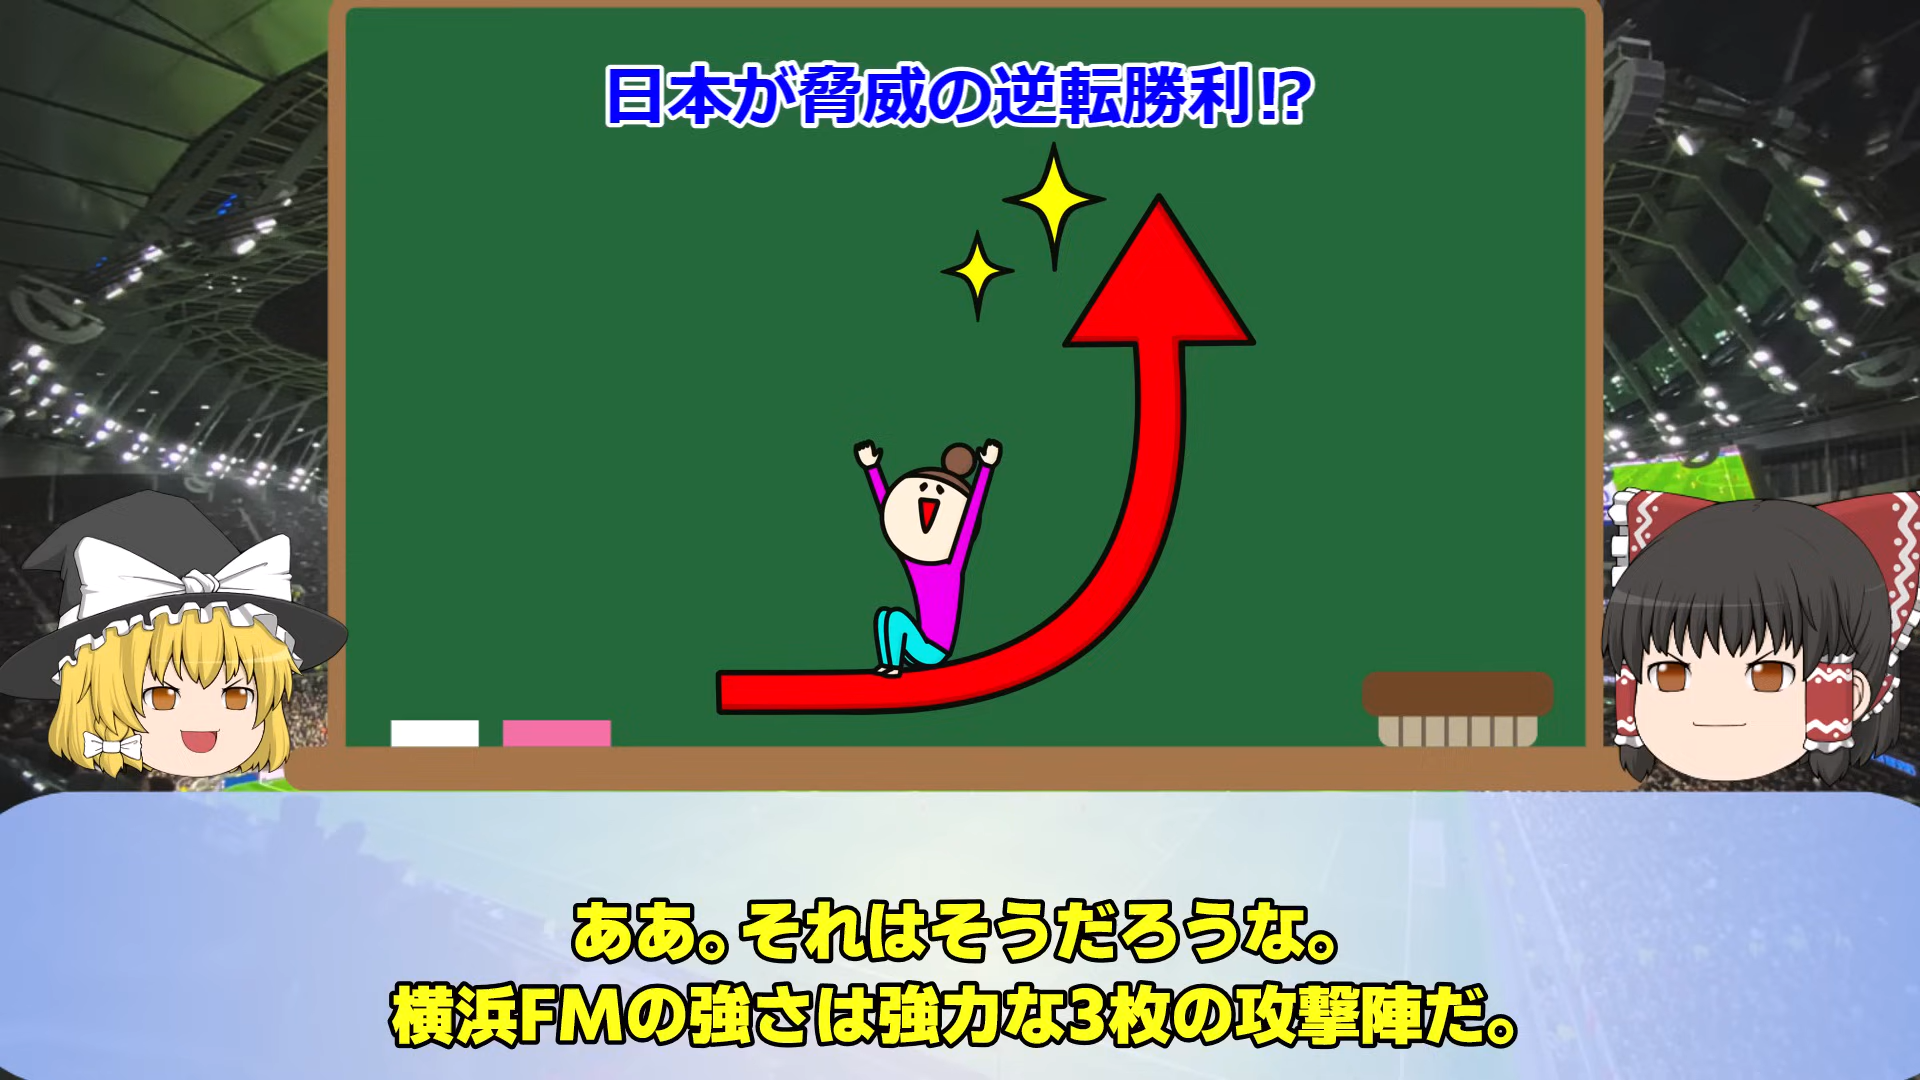 日本が脅威の逆転勝利!?
ああ。それはそうだろうな。
横浜FMの強さは強力な3枚の攻撃陣だ。